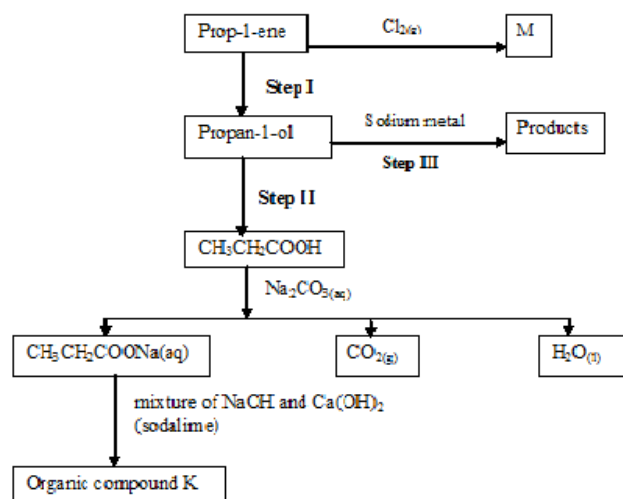 Prop-1-ene
Cl2(g)
M
Step I
Propan-1-ol
Sodium metal
Products
Step III
Step II
CH3CH2COOH
Na2CO3(aq)
CH3CH2COONa(aq)
CO2(g)
H2O(l)
mixture of NaCH and Ca(OH)2
(sodalime)
Organic compound K